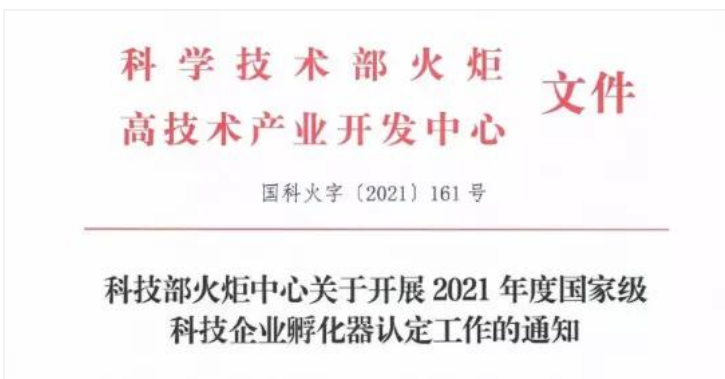 科学技术部火炬
高技术产业开发中心
文件
国科火字〔2021〕161号
科技部火炬中心关于开展2021年度国家级
科技企业孵化器认定工作的通知